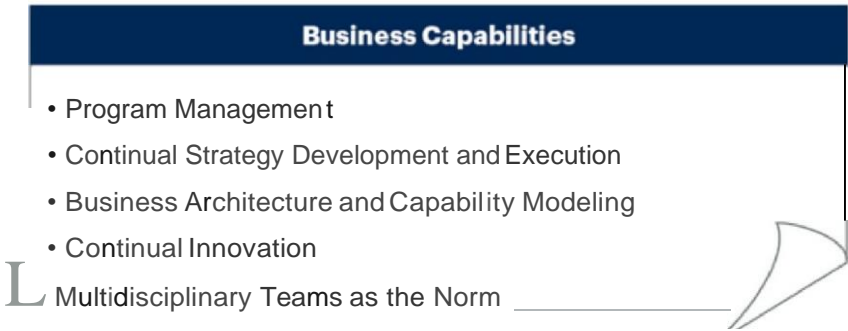 Business Capabilities
• Program Management
• Continual Strategy Development and Execution
• Business Architecture and Capability Modeling
• Continual Innovation
L Multidisciplinary Teams as the Norm